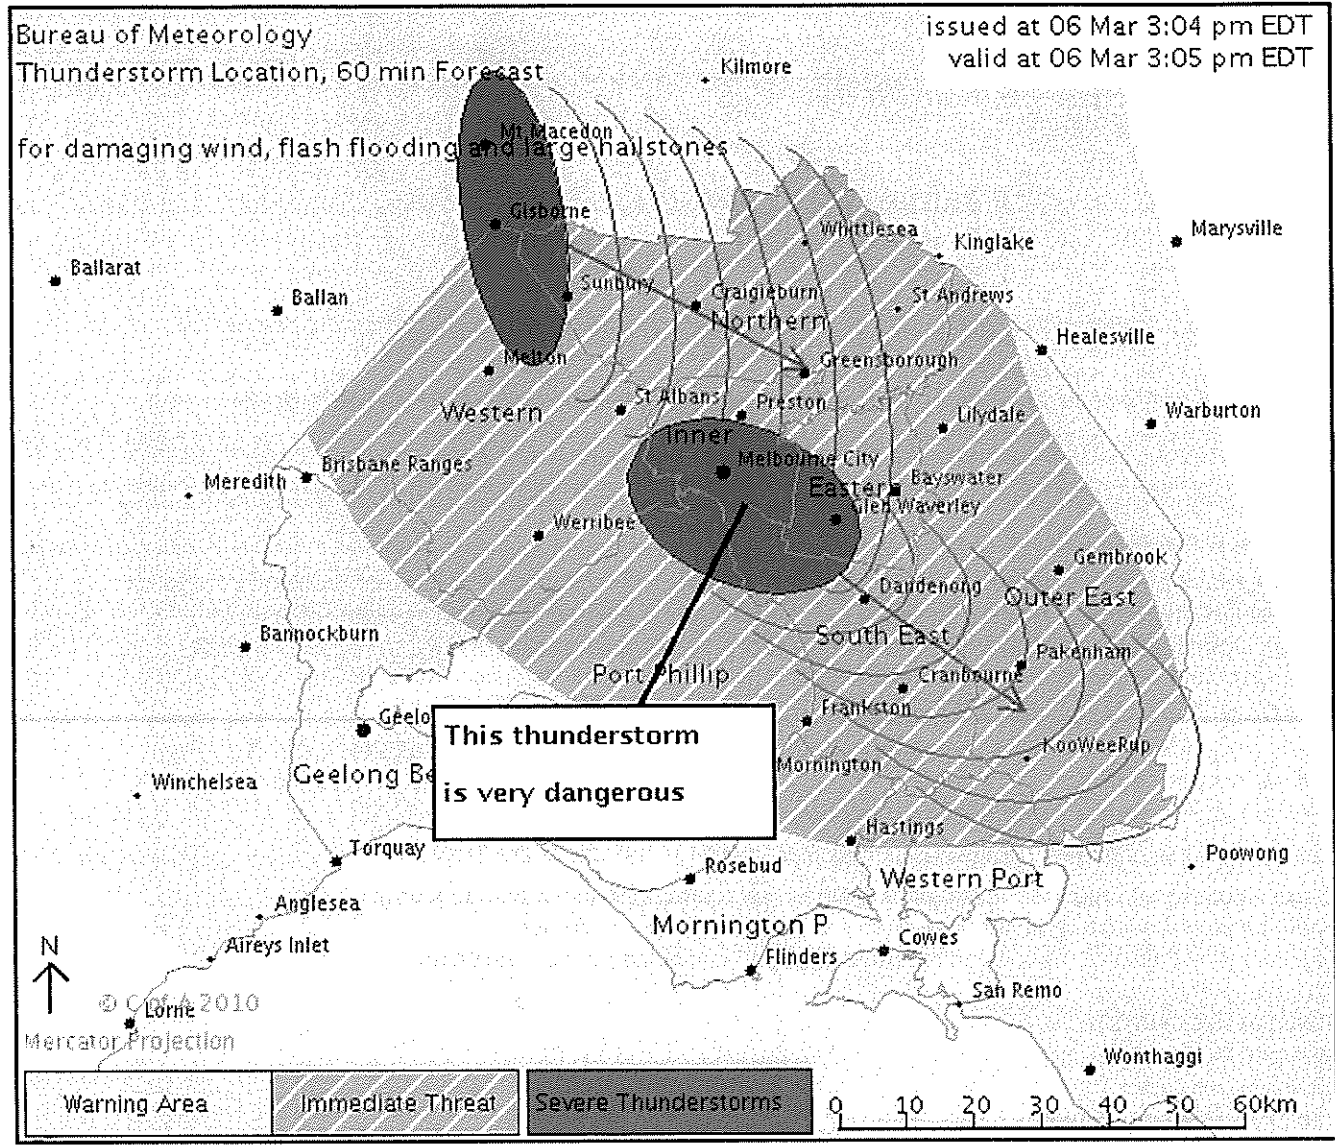 Bureau of Meteorology
issued at 06 Mar 3:04 pm EDT
Thunderstorm Location, 60 min Forecast
valid at 06 Mar 3:05 pm EDT
Kilmore
for damaging wind, flash flooding and large hailstones
Mt Macedon
Gisborne
Whittlesea
Kinglake
Marysville
Ballarat
Ballan
Sunbury
Craigieburn
St Andrews
Northern
Healesville
Melton
Greensborough
Western
St Albans
Preston
Lilydale
Warburton
Inner
Melbourne City
Brisbane Ranges
Meredith
Eastern
Bayswater
Glen Waverley
Werribee
Gembrook
Dandenong
Outer East
Bannockburn
South East
Pakenham
Port Phillip
Cranbourne
Frankston
Geelo
This thunderstorm
is very dangerous
KooWeeRup
Mornington
Geelong Be
Winchelsea
Hastings
Torquay
Rosebud
Poowong
Western Port
Anglesea
Mornington P
Aireys Inlet
Cowes
Flinders
N
San Remo
© C of A 2010
Lorne
Mercator Projection
Wonthaggi
Warning Area
Immediate Threat
Severe Thunderstorms
0 10 20 30 40 50 60km